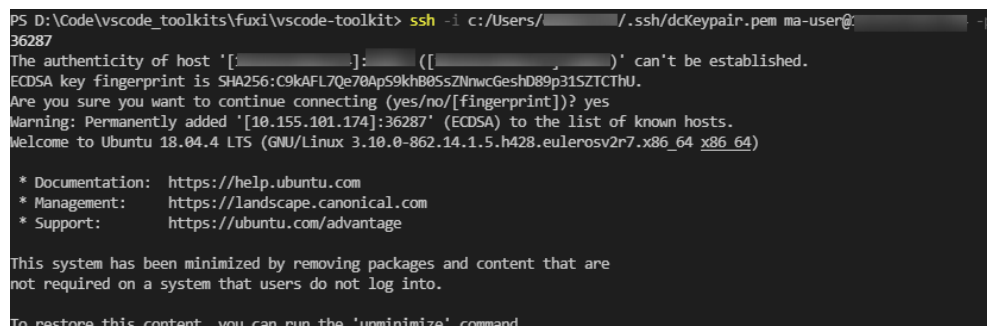 PS D:\Code\vscode_toolkits\fuxi\vscode-toolkit> ssh -i c:/Users/ /.ssh/dcKeypair.pem ma-user@ -p
36287
The authenticity of host '[ ]: ([ )' can't be established.
ECDSA key fingerprint is SHA256:C9kAFL7Qe70ApS9khB0SsZNnwcGeshD89p31SZTCThU.
Are you sure you want to continue connecting (yes/no/[fingerprint])? yes
Warning: Permanently added '[10.155.101.174]:36287' (ECDSA) to the list of known hosts.
Welcome to Ubuntu 18.04.4 LTS (GNU/Linux 3.10.0-862.14.1.5.h428.eulerosv2r7.x86_64 x86_64)
* Documentation: https://help.ubuntu.com
* Management: https://landscape.canonical.com
* Support: https://ubuntu.com/advantage
This system has been minimized by removing packages and content that are
not required on a system that users do not log into.
To restore this content, you can run the 'unminimize' command.